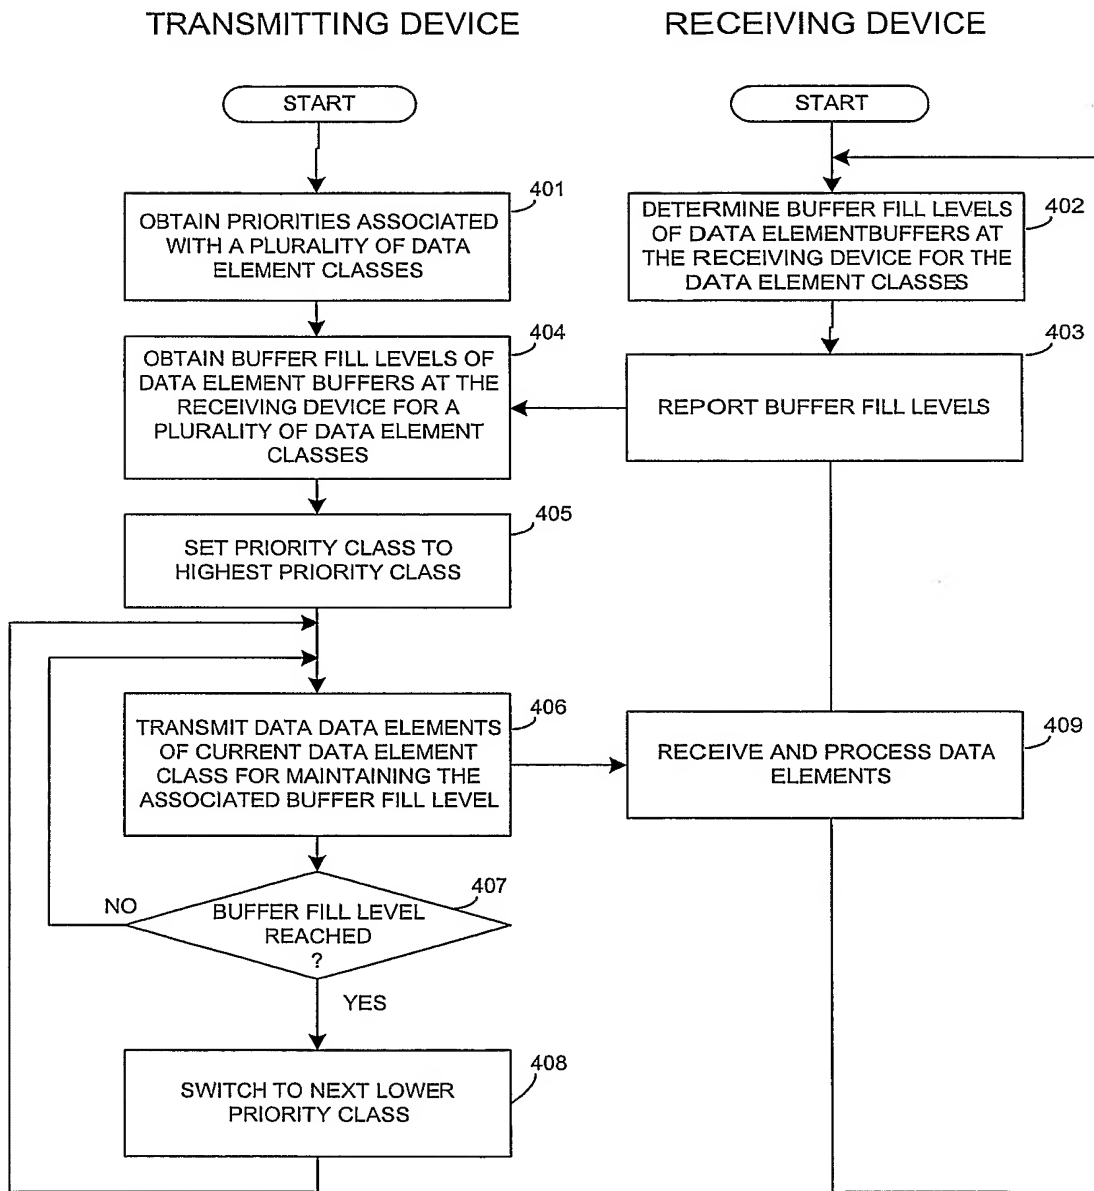 TRANSMITTING DEVICE
RECEIVING DEVICE
START
START
401
OBTAIN PRIORITIES ASSOCIATED
WITH A PLURALITY OF DATA
ELEMENT CLASSES
402
DETERMINE BUFFER FILL LEVELS
OF DATA ELEMENTBUFFERS AT
THE RECEIVING DEVICE FOR THE
DATA ELEMENT CLASSES
404
OBTAIN BUFFER FILL LEVELS OF
DATA ELEMENT BUFFERS AT THE
RECEIVING DEVICE FOR A
PLURALITY OF DATA ELEMENT
CLASSES
403
REPORT BUFFER FILL LEVELS
405
SET PRIORITY CLASS TO
HIGHEST PRIORITY CLASS
406
TRANSMIT DATA DATA ELEMENTS
OF CURRENT DATA ELEMENT
CLASS FOR MAINTAINING THE
ASSOCIATED BUFFER FILL LEVEL
409
RECEIVE AND PROCESS DATA
ELEMENTS
407
NO
BUFFER FILL LEVEL
REACHED
?
YES
408
SWITCH TO NEXT LOWER
PRIORITY CLASS